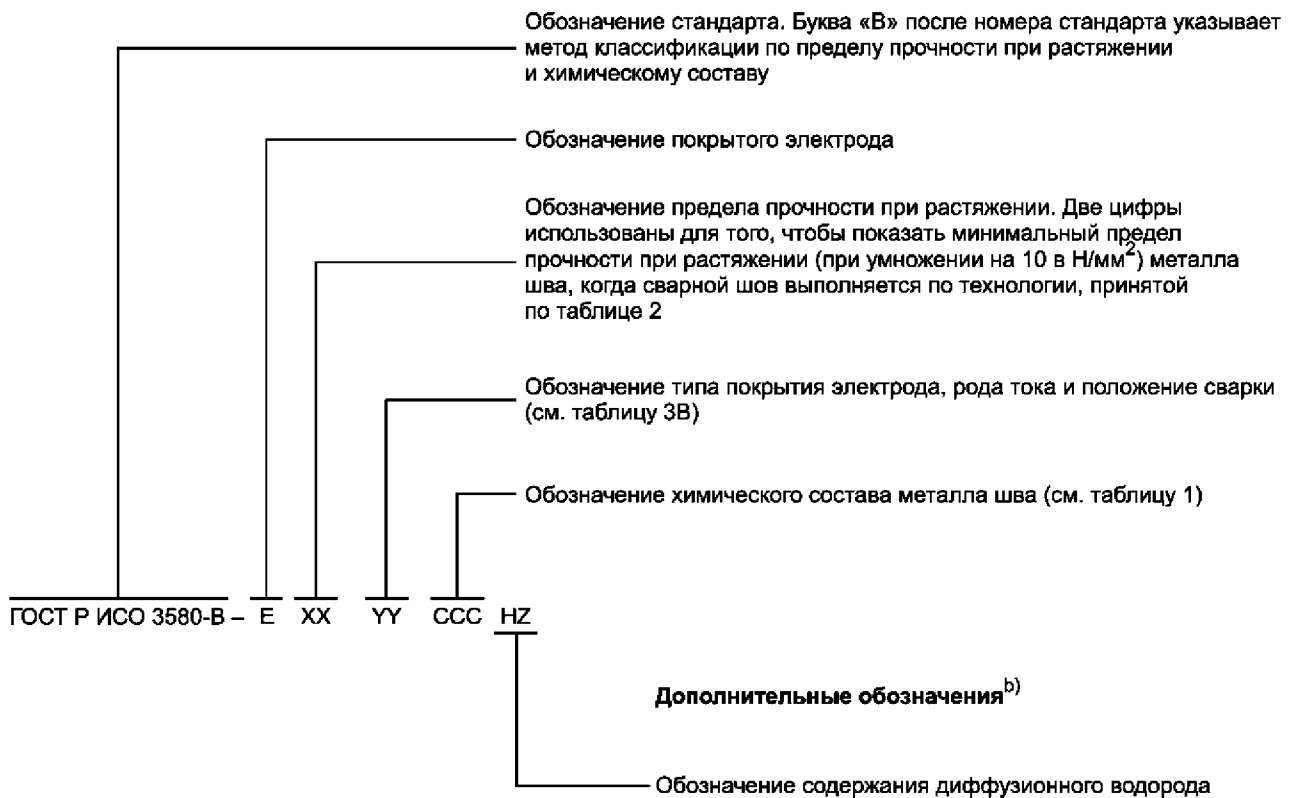 Обозначение стандарта. Буква «В» после номера стандарта указывает
метод классификации по пределу прочности при растяжении
и химическому составу
Обозначение покрытого электрода
Обозначение предела прочности при растяжении. Две цифры
использованы для того, чтобы показать минимальный предел
прочности при растяжении (при умножении на 10 в Н/мм²) металла
шва, когда сварной шов выполняется по технологии, принятой
по таблице 2
Обозначение типа покрытия электрода, рода тока и положение сварки
(см. таблицу 3В)
Обозначение химического состава металла шва (см. таблицу 1)
ГОСТ Р ИСО 3580-В – Е XX YY CCC HZ
Дополнительные обозначения b)
Обозначение содержания диффузионного водорода